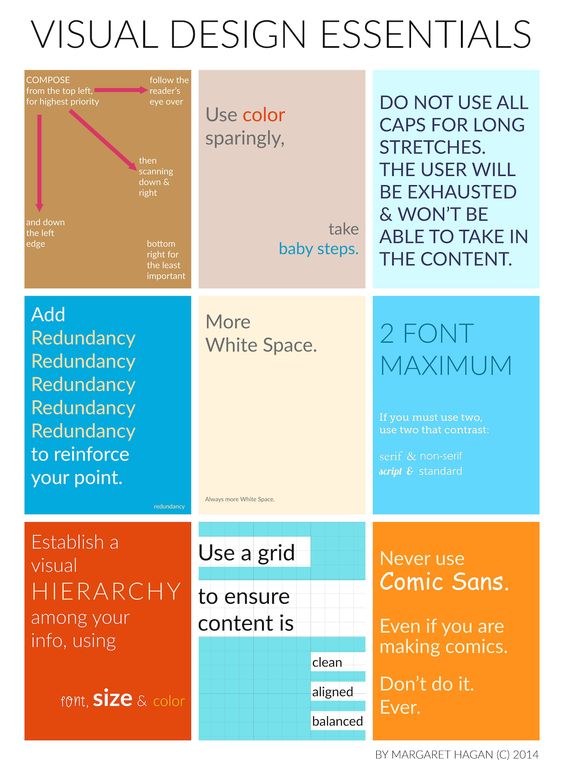 VISUAL DESIGN ESSENTIALS
COMPOSE
from the top left,
for highest priority
follow the
reader's
eye over
then
scanning
down &
right
and down
the left
edge
bottom
right for
the least
important
Use color
sparingly,
take
baby steps.
DO NOT USE ALL
CAPS FOR LONG
STRETCHES.
THE USER WILL
BE EXHAUSTED
& WON'T BE
ABLE TO TAKE IN
THE CONTENT.
Add
Redundancy
Redundancy
Redundancy
Redundancy
Redundancy
to reinforce
your point.
redundancy
More
White Space.
Always more White Space.
2 FONT
MAXIMUM
If you must use two,
use two that contrast:
serif & non-serif
script & standard
Establish a
visual
HIERARCHY
among your
info, using
font, size & color
Use a grid
to ensure
content is
clean
aligned
balanced
Never use
Comic Sans.
Even if you are
making comics.
Don't do it.
Ever.
BY MARGARET HAGAN (C) 2014